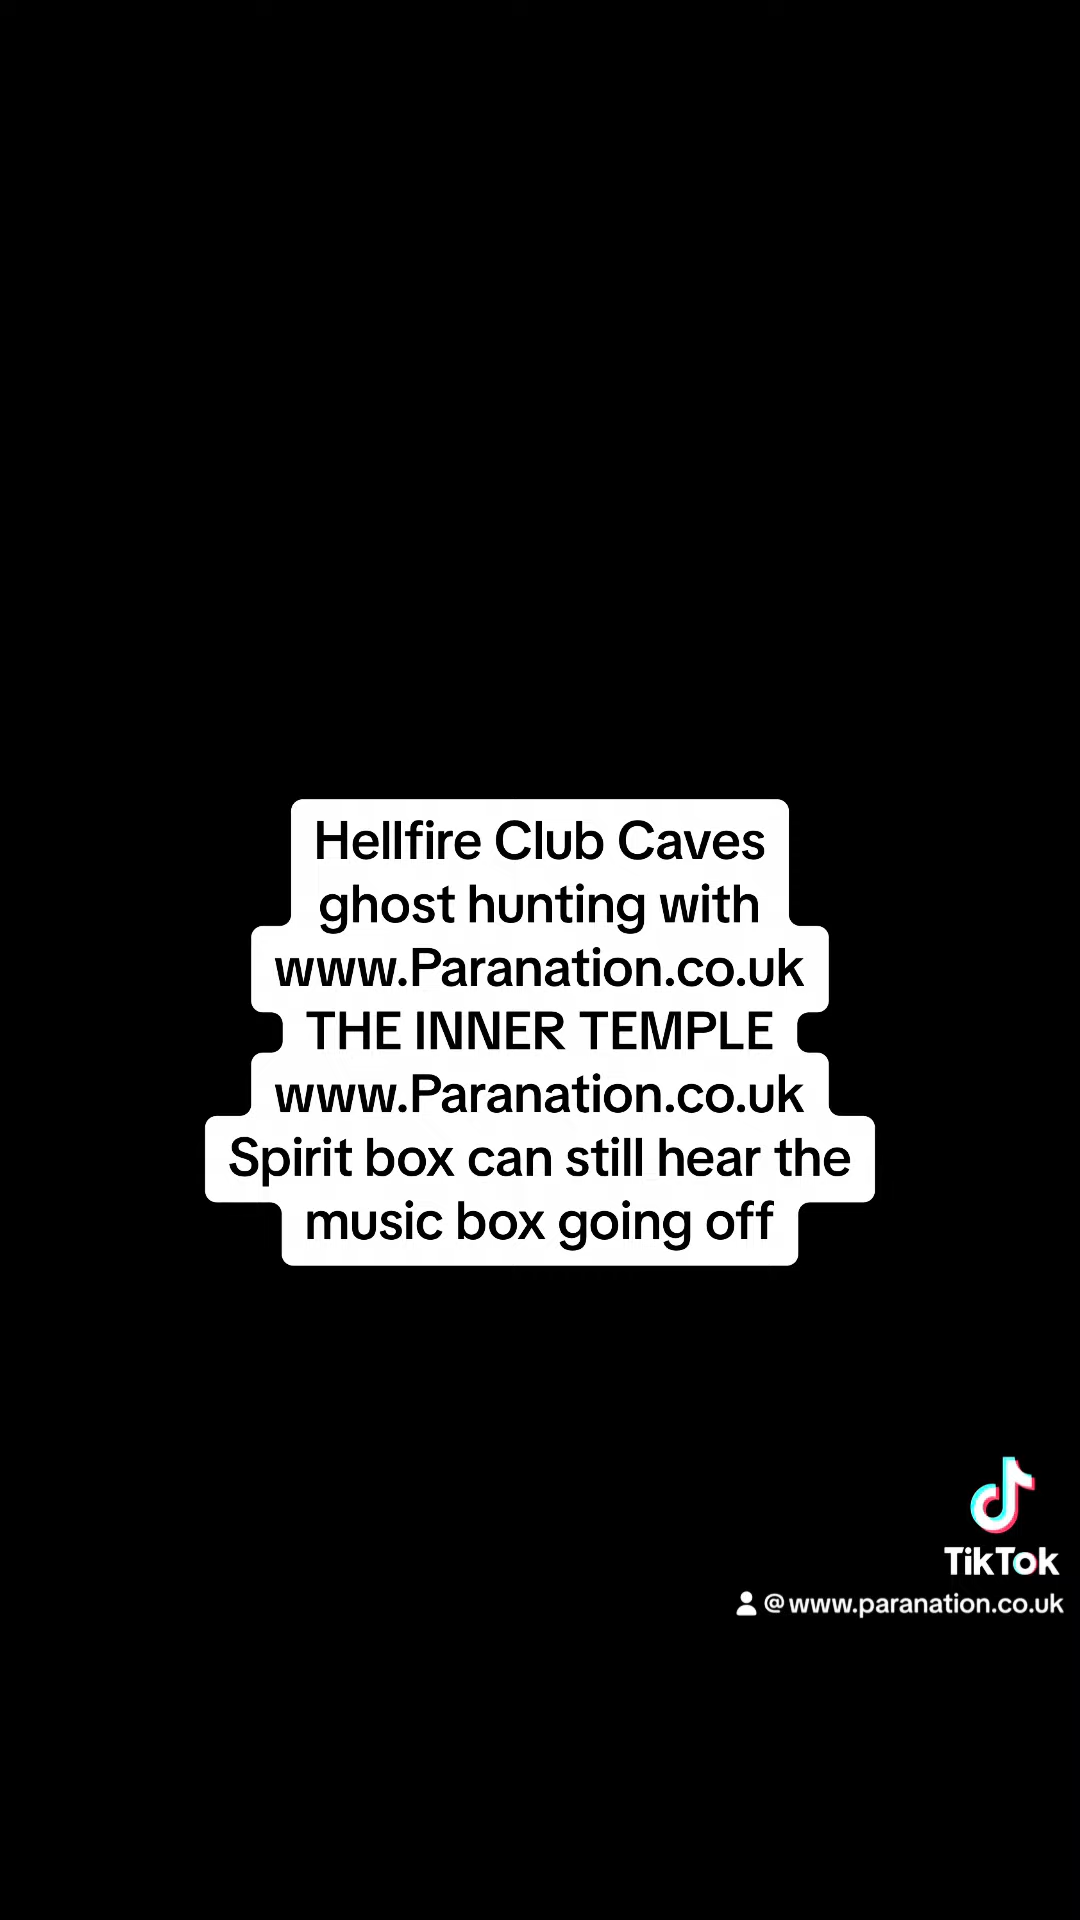 Hellfire Club Caves
ghost hunting with
www.Paranation.co.uk
THE INNER TEMPLE
www.Paranation.co.uk
Spirit box can still hear the
music box going off
TikTok
@www.paranation.co.uk